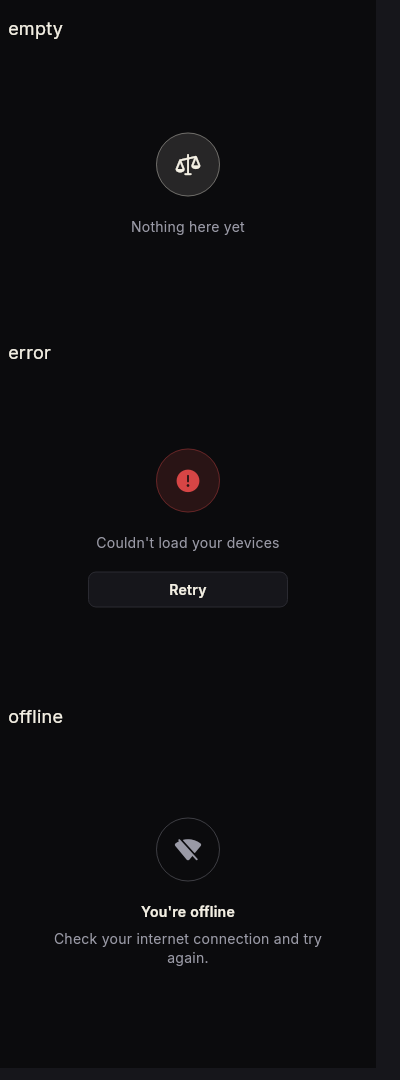 empty
Nothing here yet
error
Couldn't load your devices
Retry
offline
You're offline
Check your internet connection and try
again.